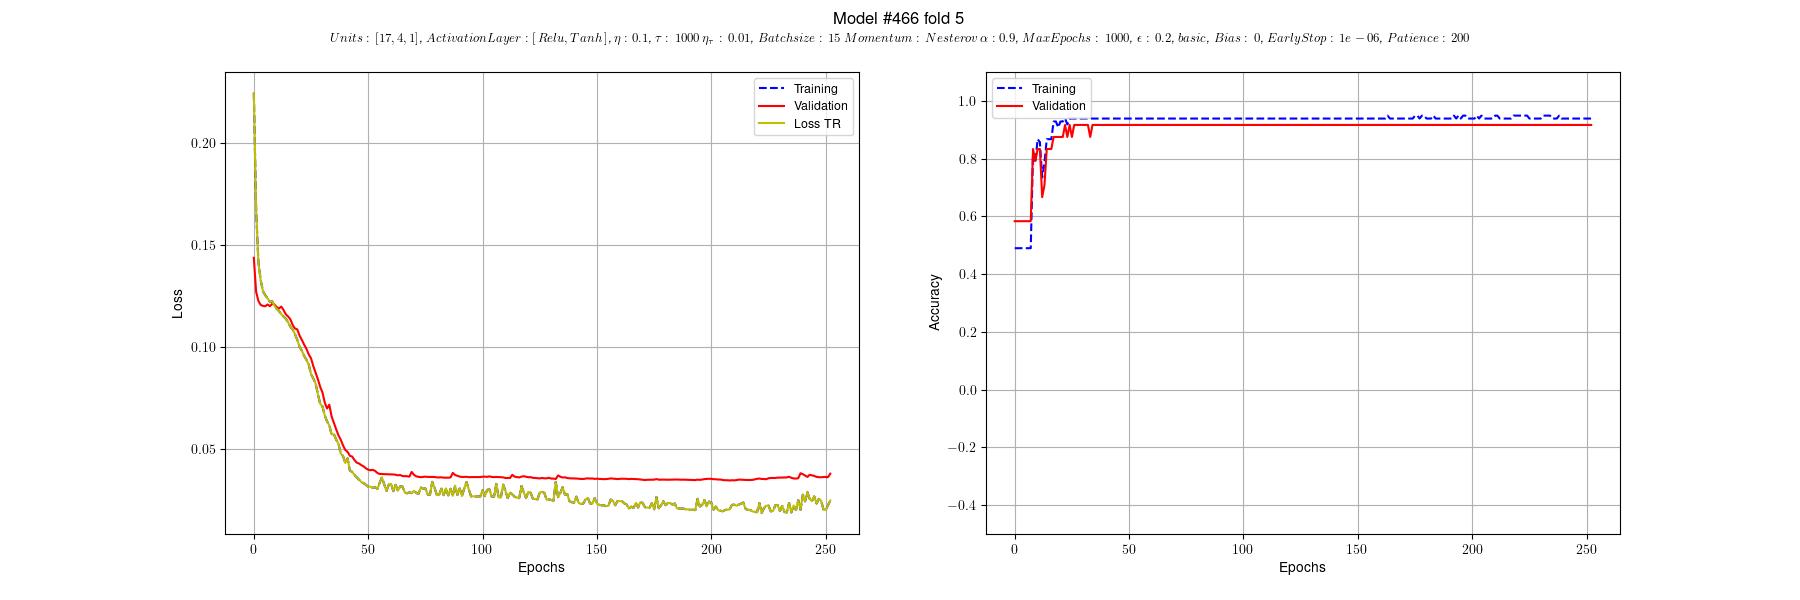 Model #466 fold 5
Units : [17, 4, 1], ActivationLayer : [Relu, Tanh], η : 0.1, τ : 1000 ητ : 0.01, Batchsize : 15 Momentum : Nesterov α : 0.9, MaxEpochs : 1000, ϵ : 0.2, basic, Bias : 0, EarlyStop : 1e − 06, Patience : 200
Training
Validation
Loss TR
0.20
0.15
0.10
0.05
Loss
0 50 100 150 200 250
Epochs
Training
Validation
1.0
0.8
0.6
0.4
0.2
0.0
−0.2
−0.4
Accuracy
0 50 100 150 200 250
Epochs